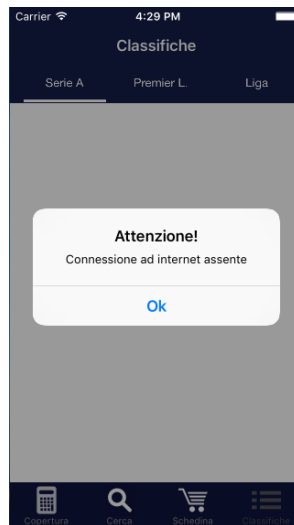 Carrier 4:29 PM
Classifiche
Serie A Premier L. Liga
Attenzione!
Connessione ad internet assente
Ok
Copertura Cerca Schedina Classifiche